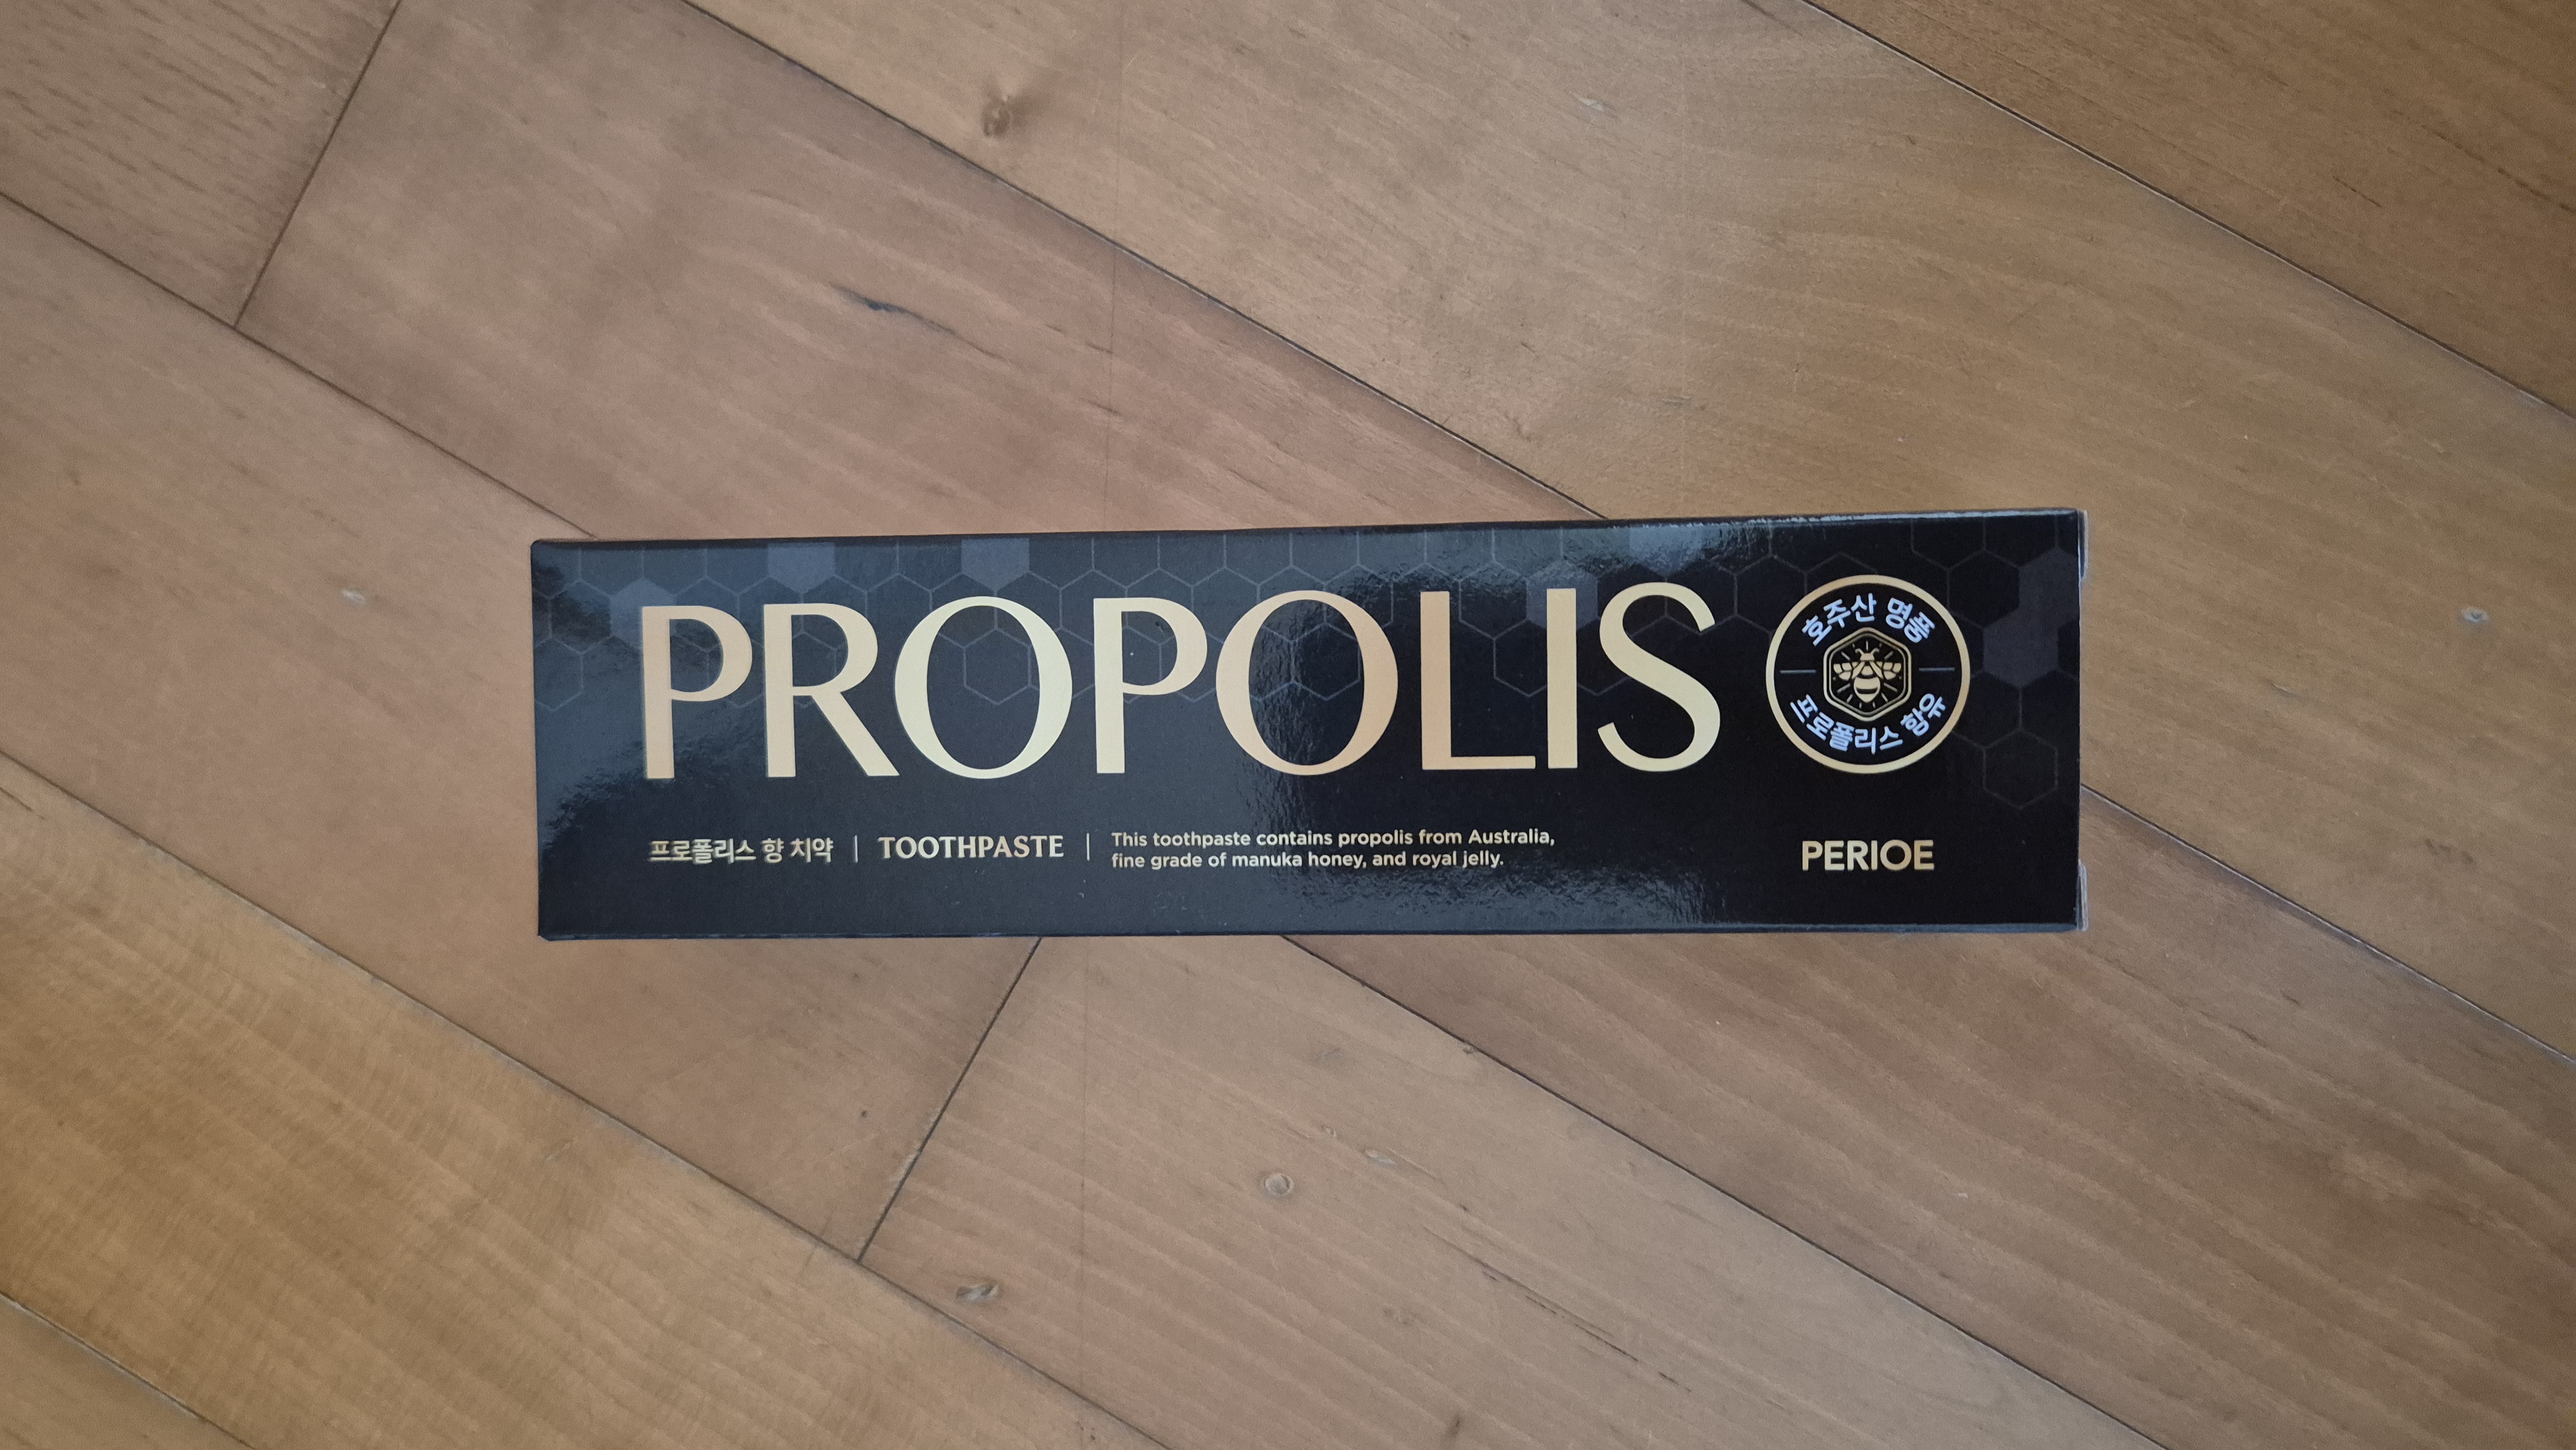 PROPOLIS
호주산 명품
프로폴리스 함유
프로폴리스 향 치약 | TOOTHPASTE | This toothpaste contains propolis from Australia,
fine grade of manuka honey, and royal jelly.
PERIOE